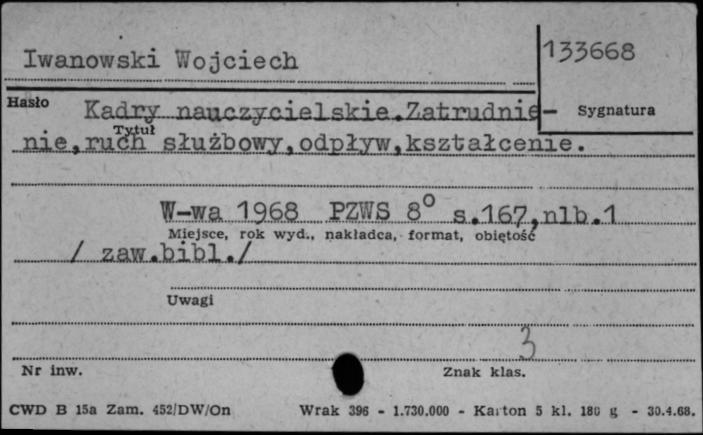 Iwanowski Wojciech
133668
Hasło
Sygnatura
Kadry nauczycielskie.Zatrudnie-
Tytuł
nie,ruch służbowy,odpływ,kształcenie.
W-wa 1968 PZWS 8° s.167,nlb.1
Miejsce, rok wyd., nakładca, format, objętość
/ zaw.bibl./
Uwagi
3
Nr inw.
Znak klas.
CWD B 15a Zam. 452/DW/On Wrak 396 - 1.730.000 - Karton 5 kl. 180 g - 30.4.68.